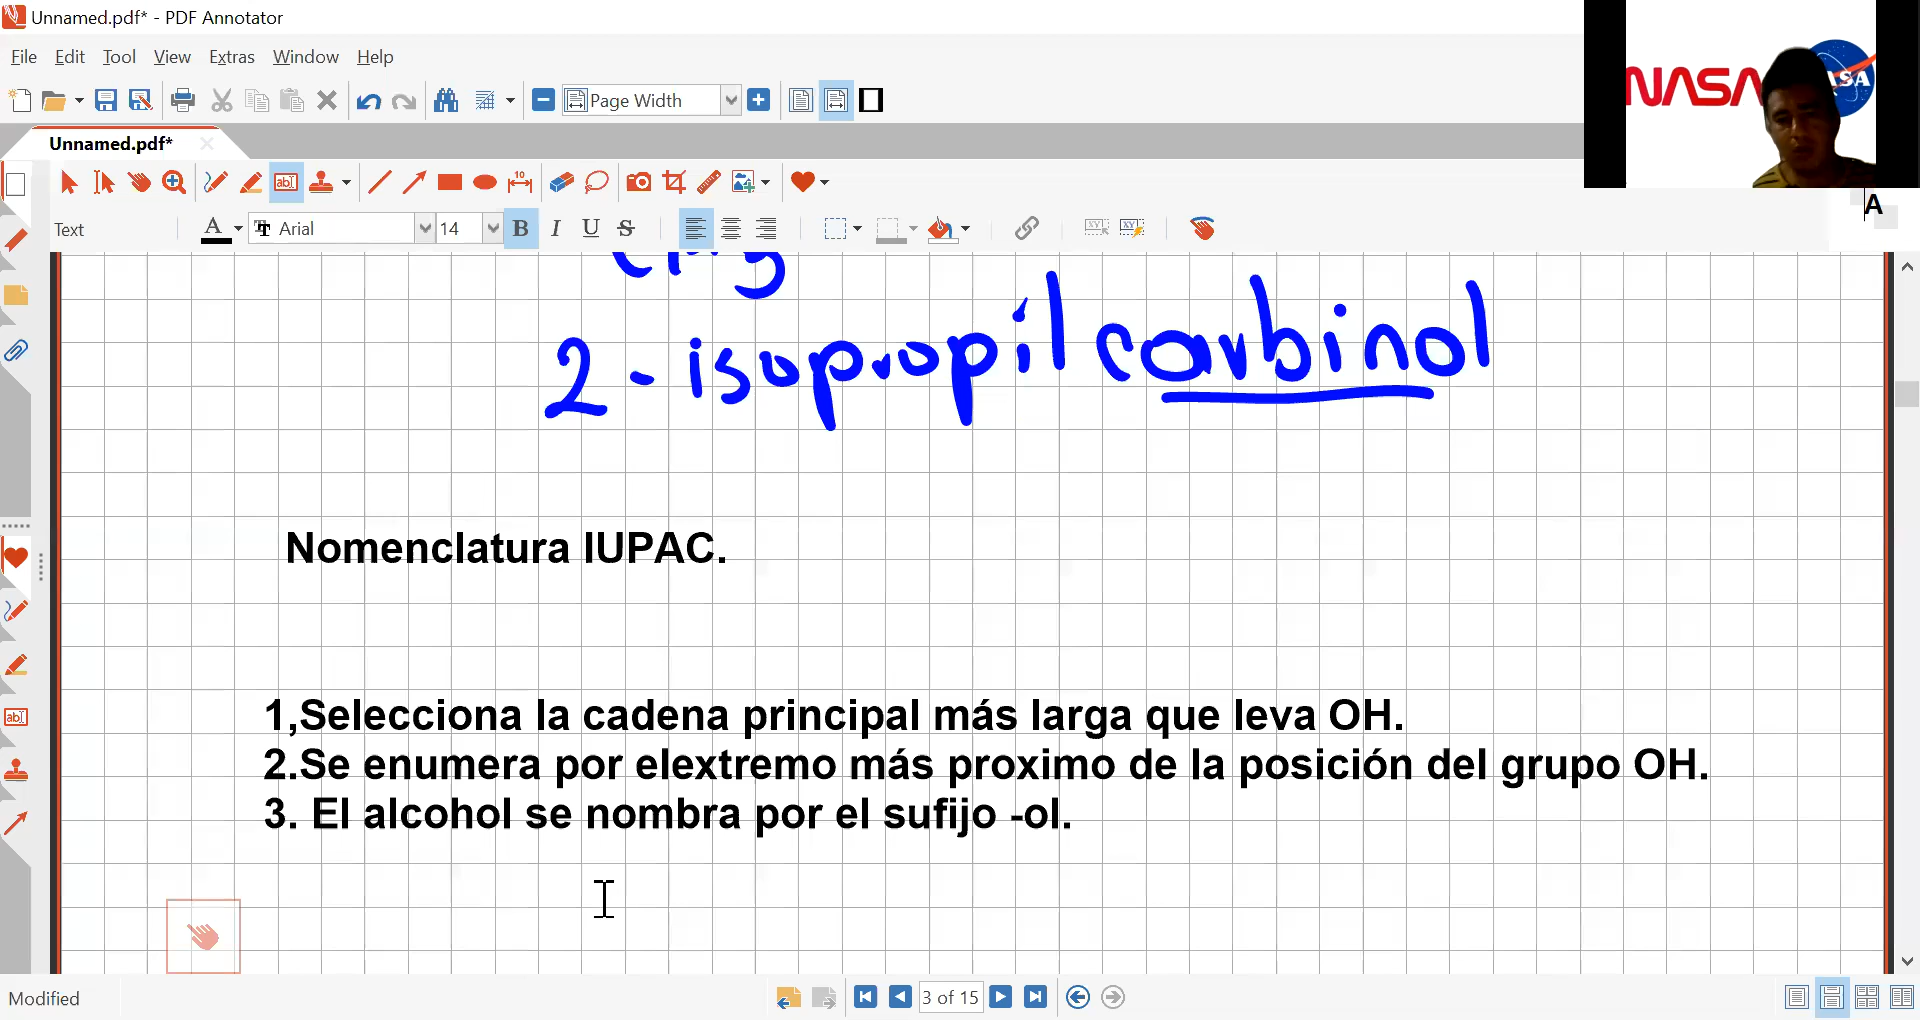 Unnamed.pdf* - PDF Annotator
File Edit Tool View Extras Window Help
NASA
Page Width
Unnamed.pdf*
10
Text
A
Arial
14
B I U S
XY
XY
A
2-isopropil carbinol
Nomenclatura IUPAC.
1,Selecciona la cadena principal más larga que leva OH.
2.Se enumera por elextremo más proximo de la posición del grupo OH.
3. El alcohol se nombra por el sufijo -ol.
Modified
3 of 15